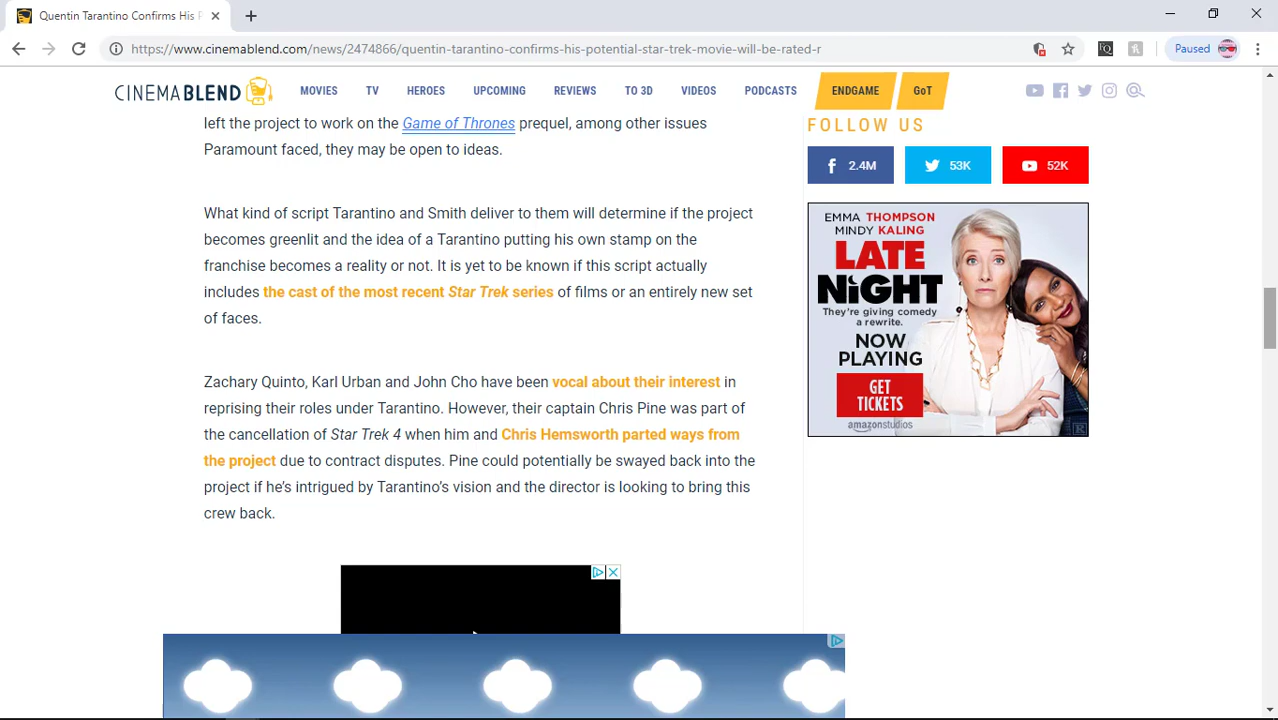 Quentin Tarantino Confirms His P
https://www.cinemablend.com/news/2474866/quentin-tarantino-confirms-his-potential-star-trek-movie-will-be-rated-r
Paused
CINEMABLEND
MOVIES TV HEROES UPCOMING REVIEWS TO 3D VIDEOS PODCASTS ENDGAME GoT
left the project to work on the Game of Thrones prequel, among other issues
Paramount faced, they may be open to ideas.
What kind of script Tarantino and Smith deliver to them will determine if the project
becomes greenlit and the idea of a Tarantino putting his own stamp on the
franchise becomes a reality or not. It is yet to be known if this script actually
includes the cast of the most recent Star Trek series of films or an entirely new set
of faces.
Zachary Quinto, Karl Urban and John Cho have been vocal about their interest in
reprising their roles under Tarantino. However, their captain Chris Pine was part of
the cancellation of Star Trek 4 when him and Chris Hemsworth parted ways from
the project due to contract disputes. Pine could potentially be swayed back into the
project if he's intrigued by Tarantino's vision and the director is looking to bring this
crew back.
FOLLOW US
2.4M 53K 52K
EMMA THOMPSON
MINDY KALING
LATE
NiGHT
They're giving comedy
a rewrite.
NOW
PLAYING
GET
TICKETS
amazonstudios